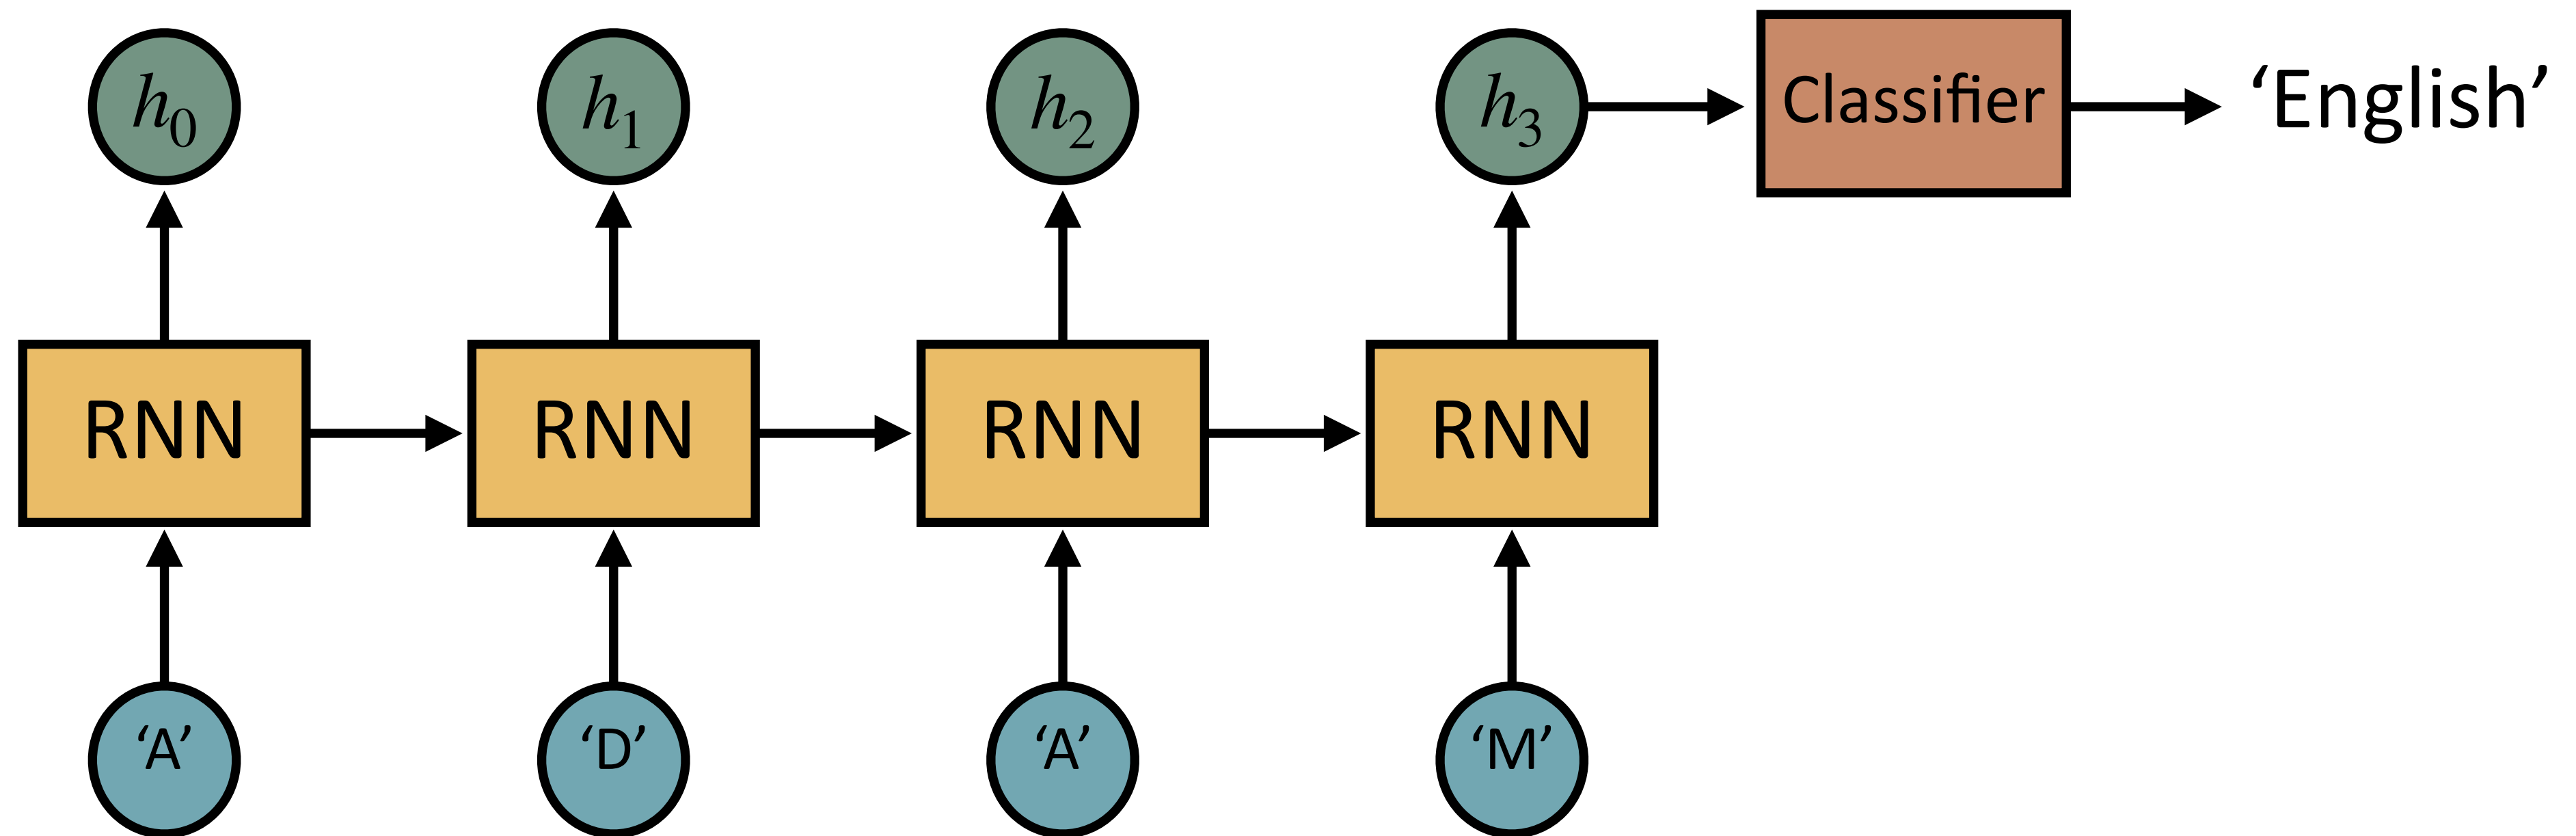 h0 h1 h2 h3 Classifier ‘English’
RNN RNN RNN RNN
‘A’ ‘D’ ‘A’ ‘M’